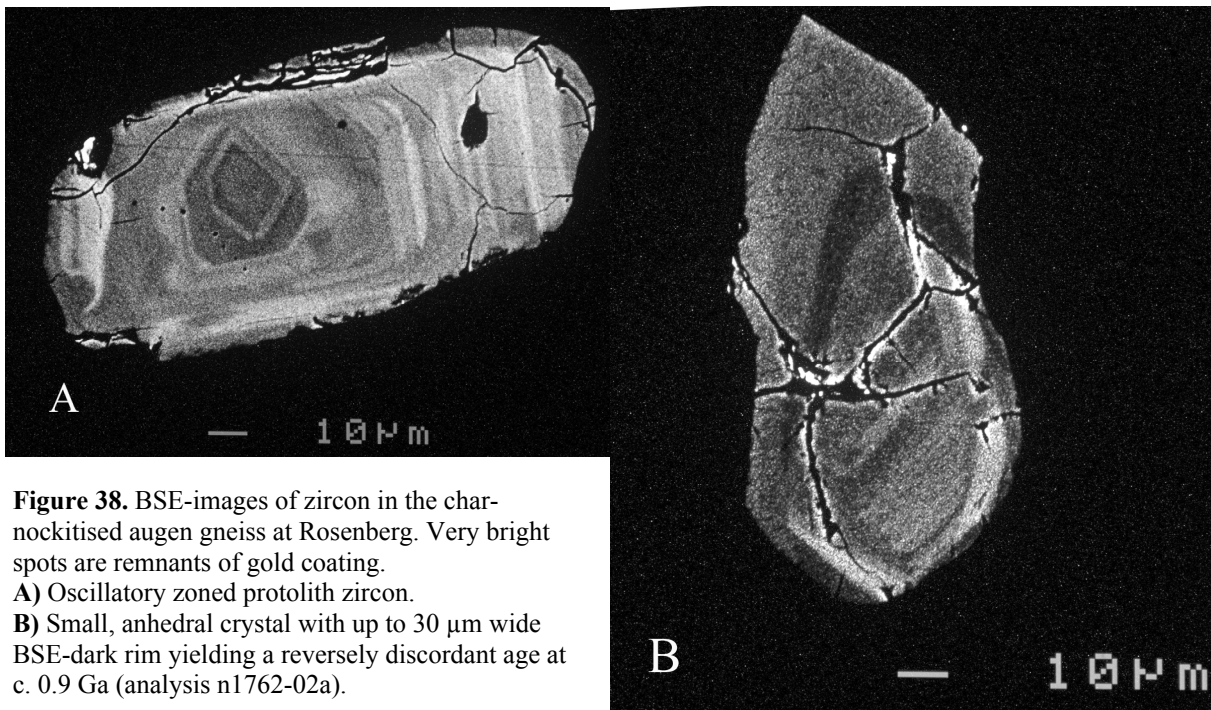 A
10µm
B
10µm
Figure 38. BSE-images of zircon in the char-
nockitised augen gneiss at Rosenberg. Very bright
spots are remnants of gold coating.
A) Oscillatory zoned protolith zircon.
B) Small, anhedral crystal with up to 30 µm wide
BSE-dark rim yielding a reversely discordant age at
c. 0.9 Ga (analysis n1762-02a).